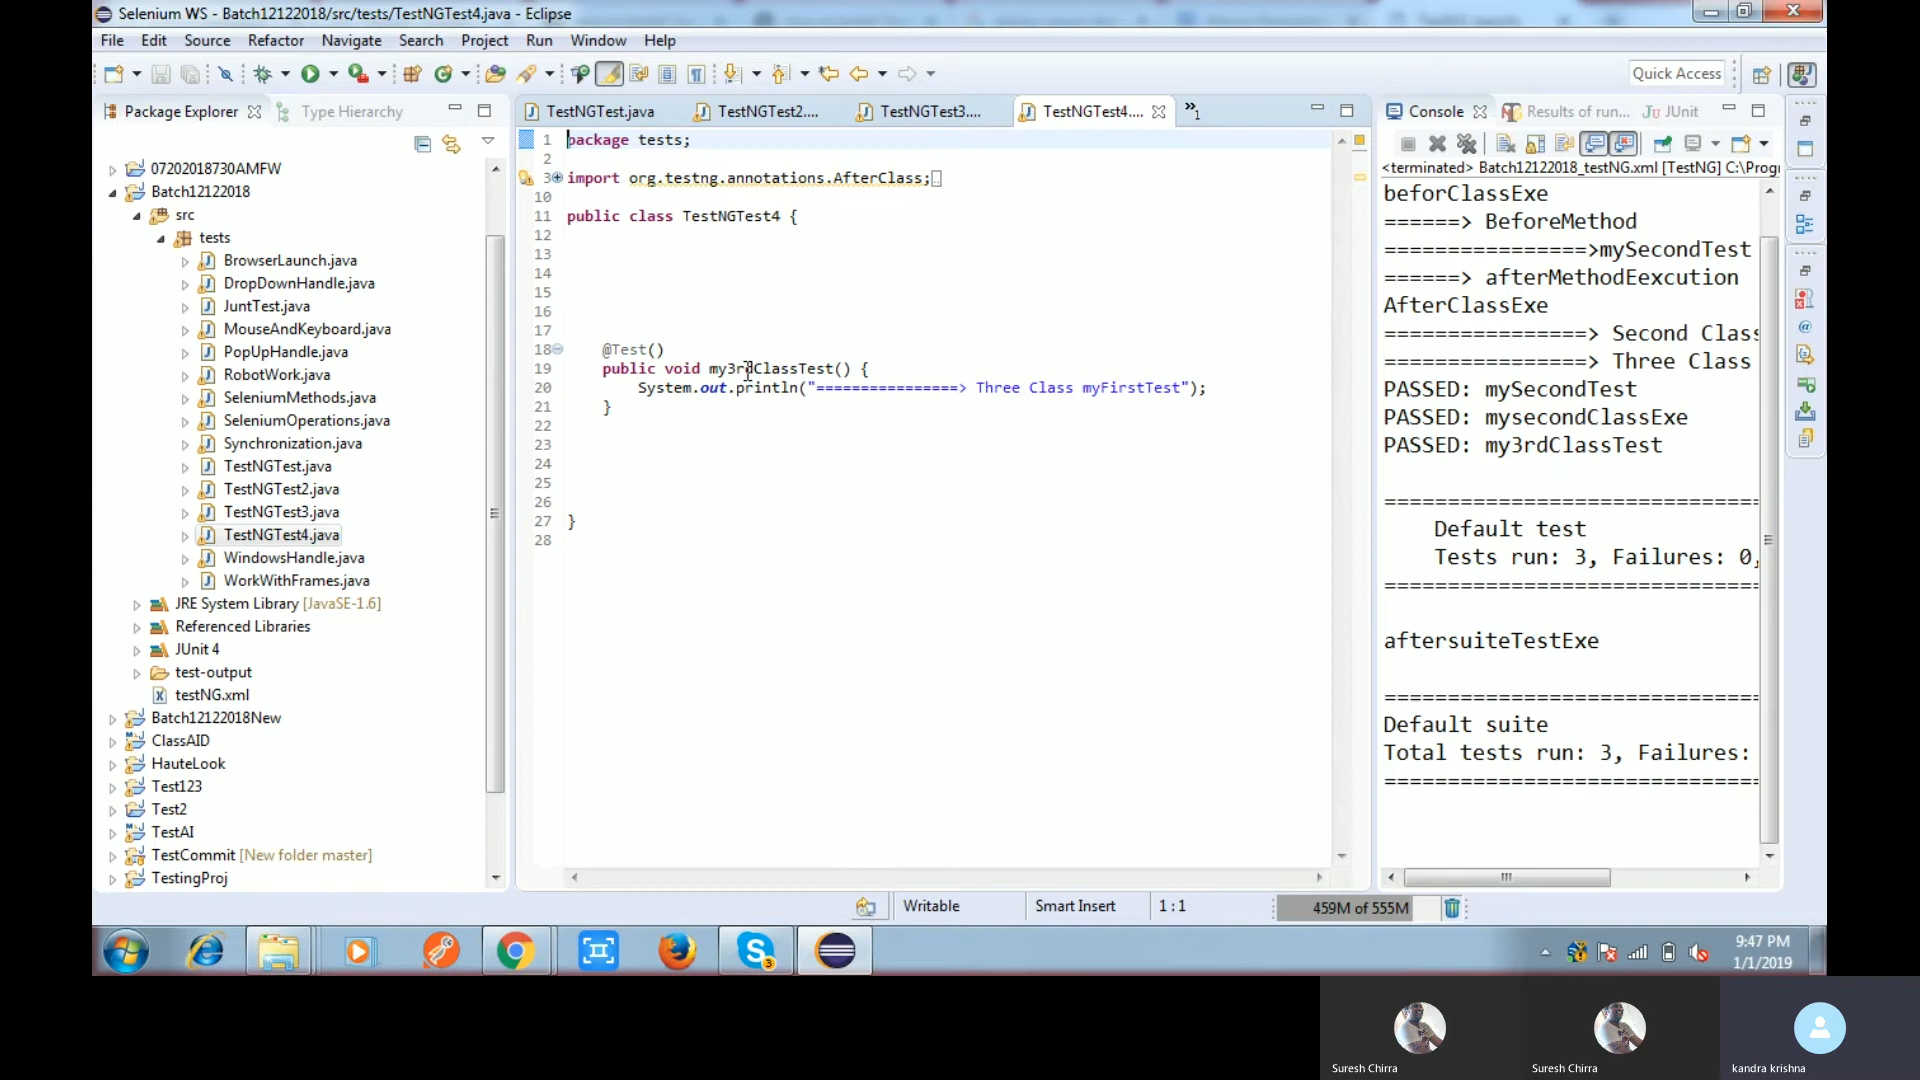 Selenium WS - Batch12122018/src/tests/TestNGTest4.java - Eclipse
File Edit Source Refactor Navigate Search Project Run Window Help
Quick Access
Package Explorer
Type Hierarchy
07202018730AMFW
Batch12122018
src
tests
BrowserLaunch.java
DropDownHandle.java
JuntTest.java
MouseAndKeyboard.java
PopUpHandle.java
RobotWork.java
SeleniumMethods.java
SeleniumOperations.java
Synchronization.java
TestNGTest.java
TestNGTest2.java
TestNGTest3.java
TestNGTest4.java
WindowsHandle.java
WorkWithFrames.java
JRE System Library [JavaSE-1.6]
Referenced Libraries
JUnit 4
test-output
testNG.xml
Batch12122018New
ClassAID
HauteLook
Test123
Test2
TestAI
TestCommit [New folder master]
TestingProj
TestNGTest.java TestNGTest2.... TestNGTest3.... TestNGTest4.... »1
1 package tests;
2
3 import org.testng.annotations.AfterClass;
10
11 public class TestNGTest4 {
12
13
14
15
16
17
18 @Test()
19 public void my3rdClassTest() {
20 System.out.println("================> Three Class myFirstTest");
21 }
22
23
24
25
26
27 }
28
Console Results of run... JUnit
<terminated> Batch12122018_testNG.xml [TestNG] C:\Progr
beforClassExe
======> BeforeMethod
================>mySecondTest
======> afterMethodEexcution
AfterClassExe
================> Second Class
================> Three Class
PASSED: mySecondTest
PASSED: mysecondClassExe
PASSED: my3rdClassTest
===============================
Default test
Tests run: 3, Failures: 0,
===============================
aftersuiteTestExe
===============================
Default suite
Total tests run: 3, Failures:
===============================
Writable Smart Insert 1 : 1 459M of 555M
9:47 PM
1/1/2019
Suresh Chirra
Suresh Chirra
kandra krishna